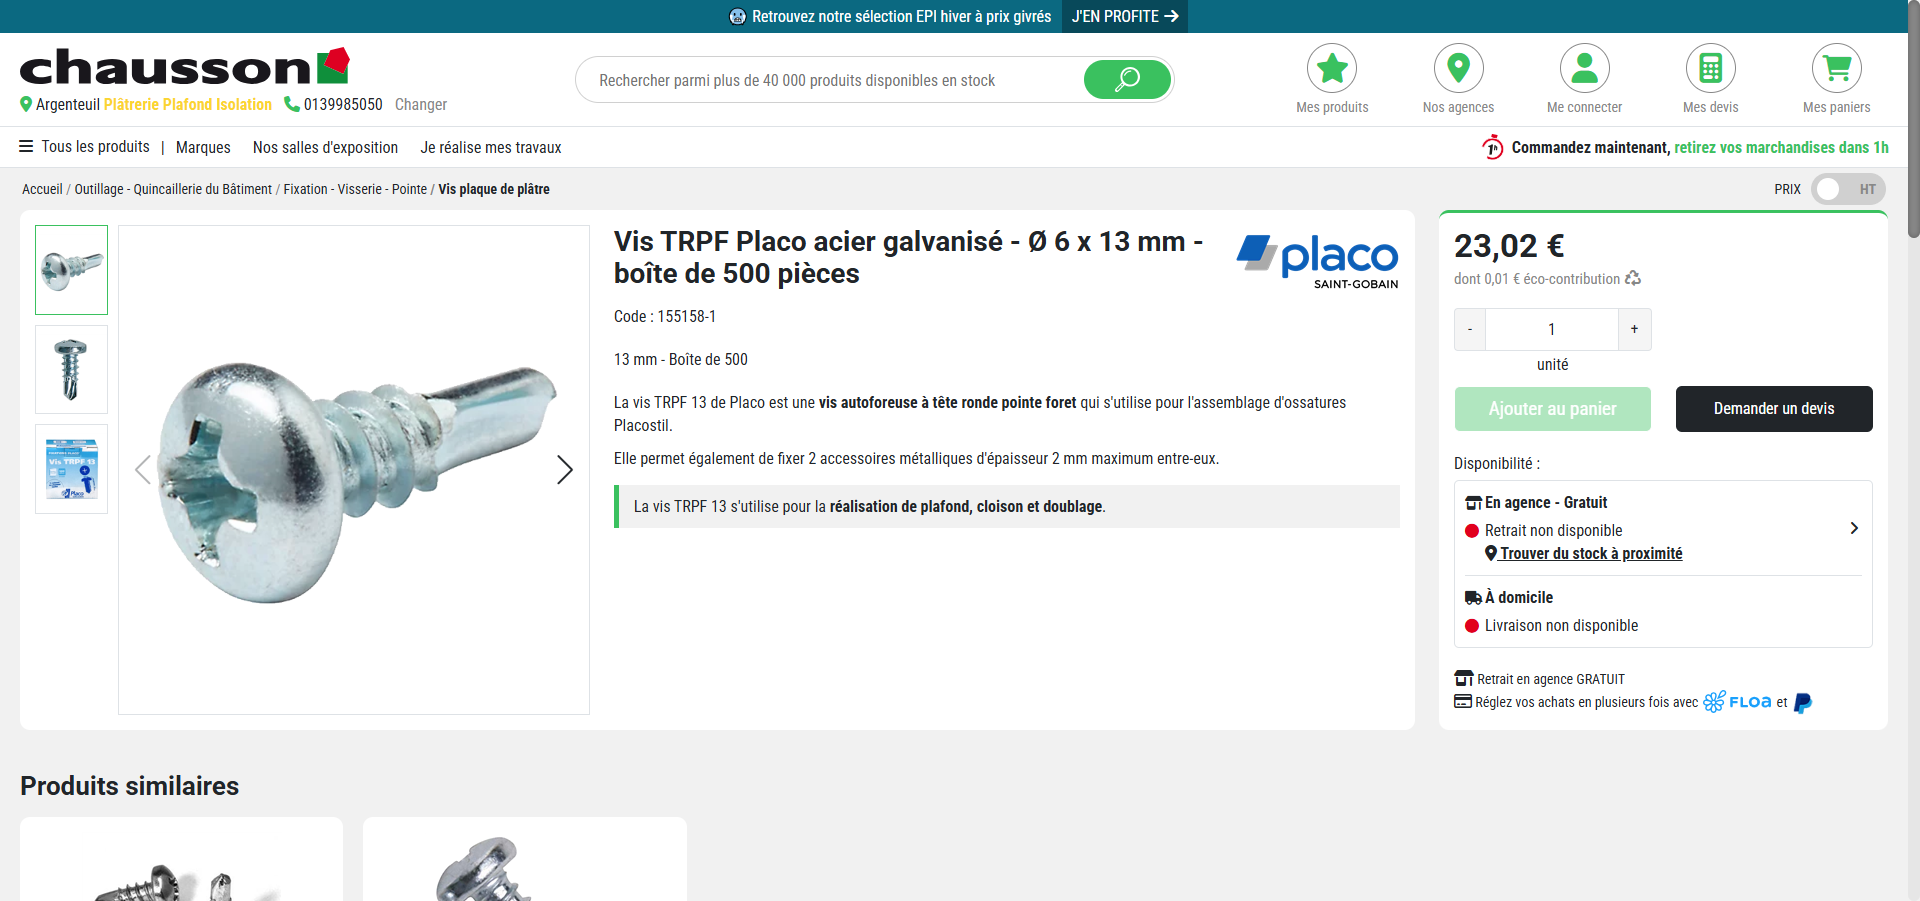 Retrouvez notre sélection EPI hiver à prix givrés J'EN PROFITE →
chausson
Argenteuil Plâtrerie Plafond Isolation 0139985050 Changer
Rechercher parmi plus de 40 000 produits disponibles en stock
Mes produits
Nos agences
Me connecter
Mes devis
Mes paniers
Tous les produits | Marques Nos salles d'exposition Je réalise mes travaux
1h Commandez maintenant, retirez vos marchandises dans 1h
Accueil / Outillage - Quincaillerie du Bâtiment / Fixation - Visserie - Pointe / Vis plaque de plâtre
PRIX HT
Vis TRPF 13
Placo
Vis TRPF Placo acier galvanisé - Ø 6 x 13 mm -
boîte de 500 pièces
placo
SAINT-GOBAIN
Code : 155158-1
13 mm - Boîte de 500
La vis TRPF 13 de Placo est une vis autoforeuse à tête ronde pointe foret qui s'utilise pour l'assemblage d'ossatures
Placostil.
Elle permet également de fixer 2 accessoires métalliques d'épaisseur 2 mm maximum entre-eux.
La vis TRPF 13 s'utilise pour la réalisation de plafond, cloison et doublage.
23,02 €
dont 0,01 € éco-contribution
- 1 +
unité
Ajouter au panier
Demander un devis
Disponibilité :
En agence - Gratuit
Retrait non disponible
Trouver du stock à proximité
À domicile
Livraison non disponible
Retrait en agence GRATUIT
Réglez vos achats en plusieurs fois avec FLOA et
Produits similaires